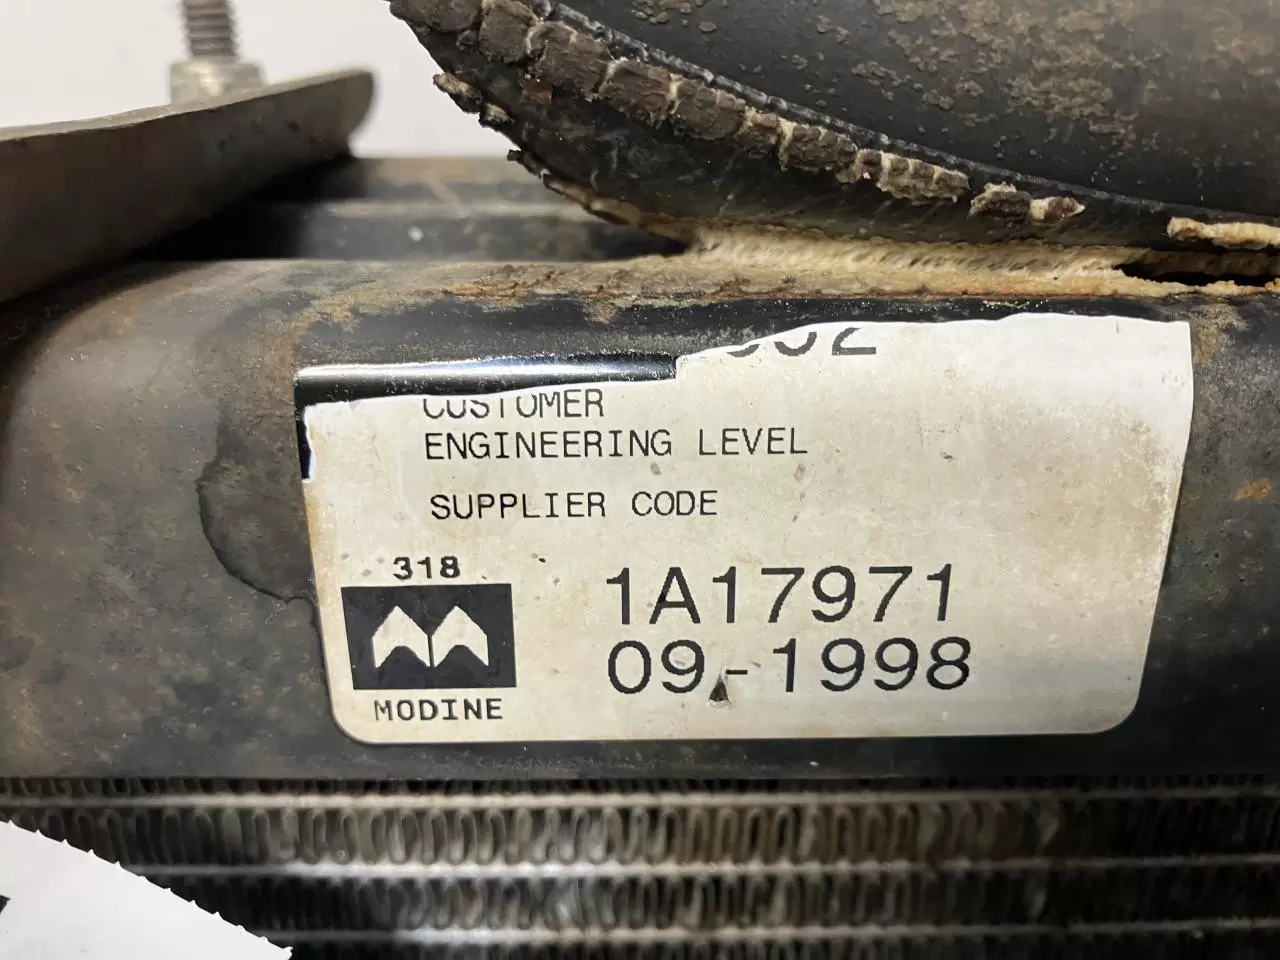 CUSTOMER
ENGINEERING LEVEL
SUPPLIER CODE
318
1A17971
09-1998
MODINE